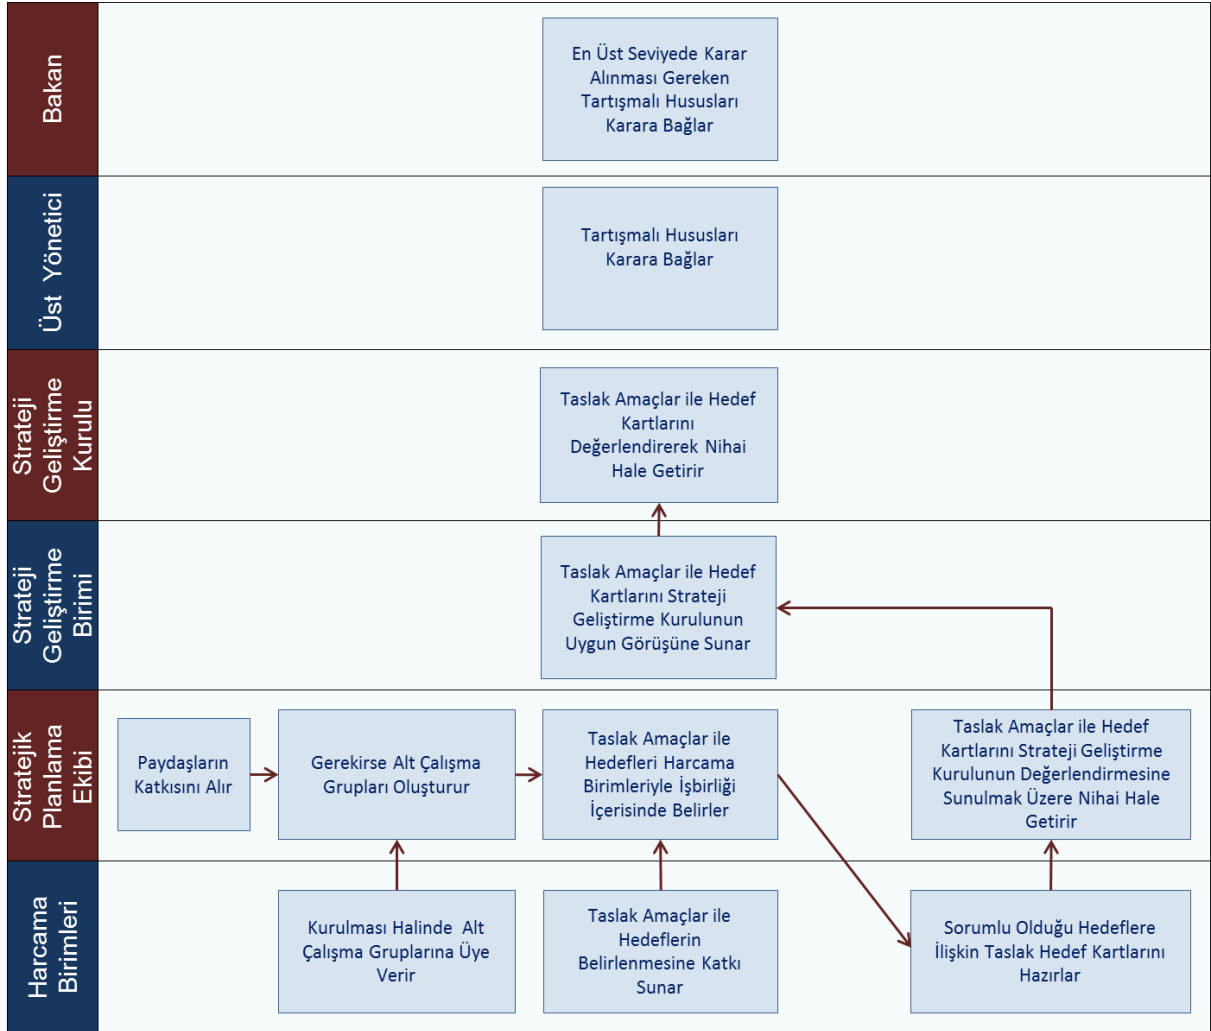 Bakan
En Üst Seviyede Karar
Alınması Gereken
Tartışmalı Hususları
Karara Bağlar
Üst Yönetici
Tartışmalı Hususları
Karara Bağlar
Strateji
Geliştirme
Kurulu
Taslak Amaçlar ile Hedef
Kartlarını
Değerlendirerek Nihai
Hale Getirir
Strateji
Geliştirme
Birimi
Taslak Amaçlar ile Hedef
Kartlarını Strateji
Geliştirme Kurulunun
Uygun Görüşüne Sunar
Stratejik
Planlama
Ekibi
Paydaşların
Katkısını Alır
Gerekirse Alt Çalışma
Grupları Oluşturur
Taslak Amaçlar ile
Hedefleri Harcama
Birimleriyle İşbirliği
İçerisinde Belirler
Taslak Amaçlar ile Hedef
Kartlarını Strateji Geliştirme
Kurulunun Değerlendirmesine
Sunulmak Üzere Nihai Hale
Getirir
Harcama
Birimleri
Kurulması Halinde Alt
Çalışma Gruplarına Üye
Verir
Taslak Amaçlar ile
Hedeflerin
Belirlenmesine Katkı
Sunar
Sorumlu Olduğu Hedeflere
İlişkin Taslak Hedef Kartlarını
Hazırlar